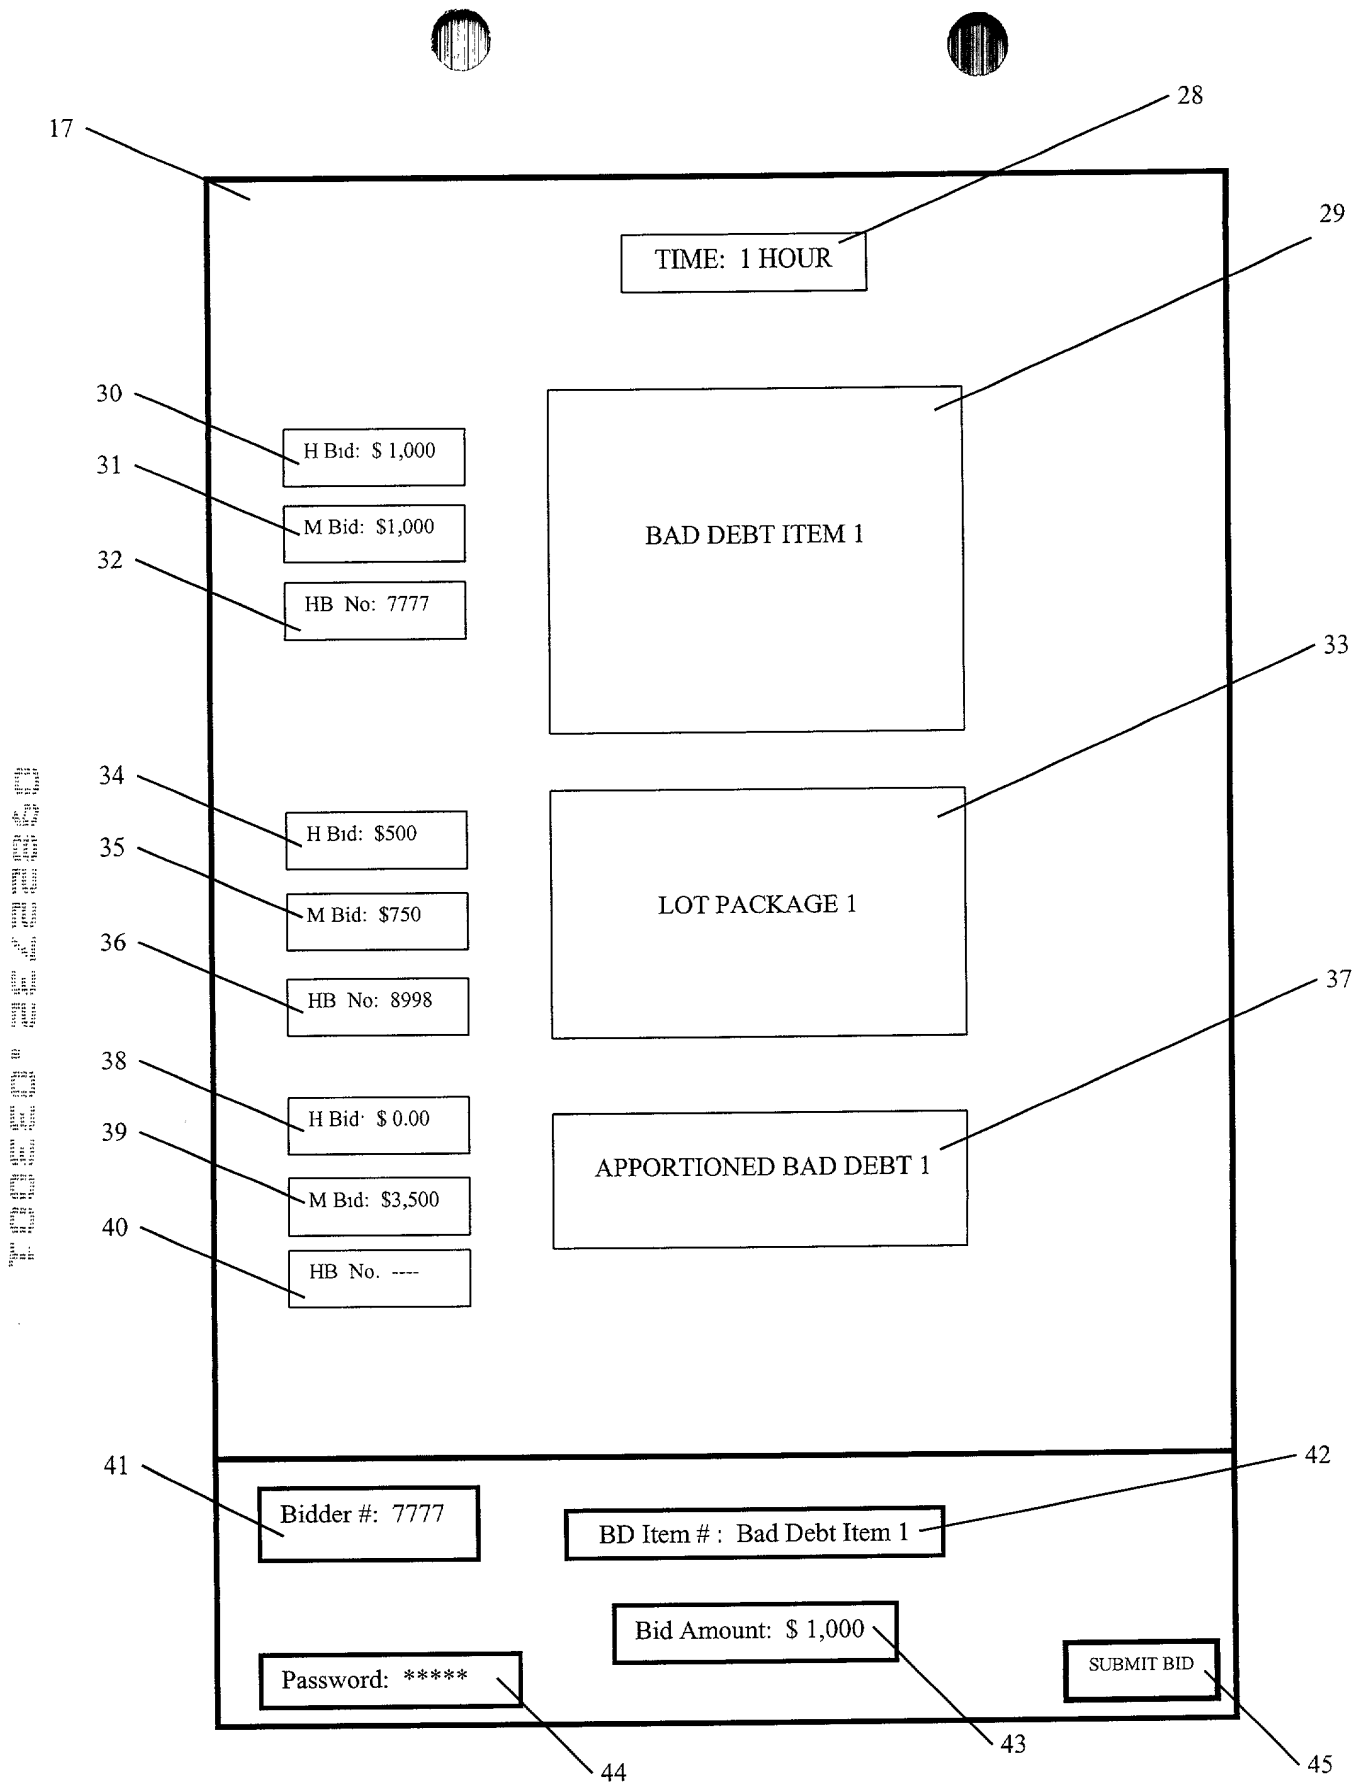 28
17
29
TIME: 1 HOUR
30
H Bid: $ 1,000
31
M Bid: $1,000
BAD DEBT ITEM 1
32
HB No: 7777
33
34
H Bid: $500
35
M Bid: $750
LOT PACKAGE 1
36
HB No: 8998
37
38
H Bid: $ 0.00
39
APPORTIONED BAD DEBT 1
M Bid: $3,500
40
HB No. ----
41
42
Bidder #: 7777
BD Item # : Bad Debt Item 1
Bid Amount: $ 1,000
SUBMIT BID
Password: *****
43
44
45